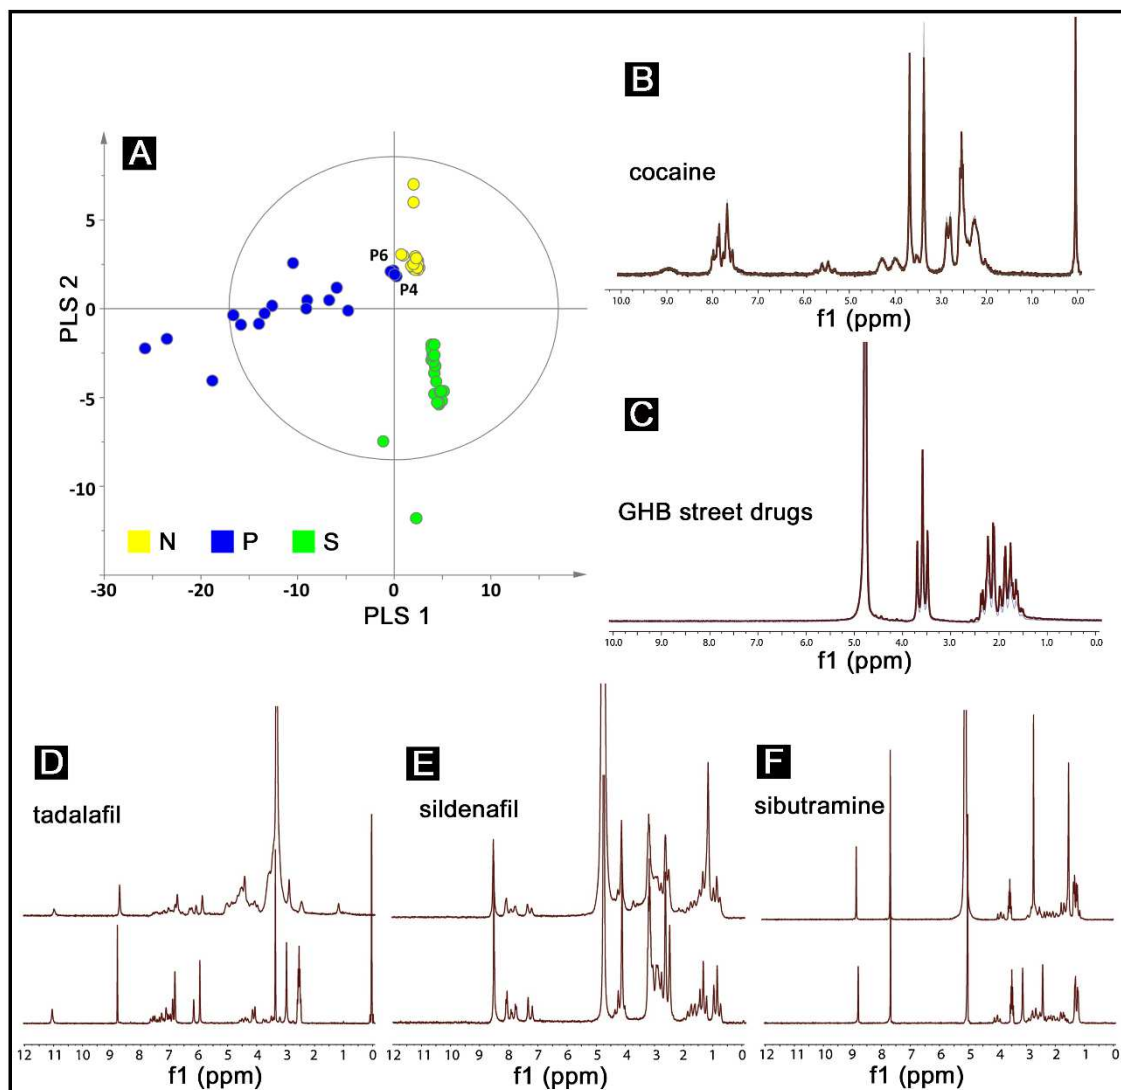 A
PLS 2
5
0
-5
-10
P6
P4
N P S
-30 -20 -10 0 10
PLS 1
B
cocaine
10.0 9.0 8.0 7.0 6.0 5.0 4.0 3.0 2.0 1.0 0.0
f1 (ppm)
C
GHB street drugs
10.0 9.0 8.0 7.0 6.0 5.0 4.0 3.0 2.0 1.0 0.0
f1 (ppm)
D
tadalafil
12 11 10 9 8 7 6 5 4 3 2 1 0
f1 (ppm)
E
sildenafil
12 11 10 9 8 7 6 5 4 3 2 1 0
f1 (ppm)
F
sibutramine
12 11 10 9 8 7 6 5 4 3 2 1 0
f1 (ppm)